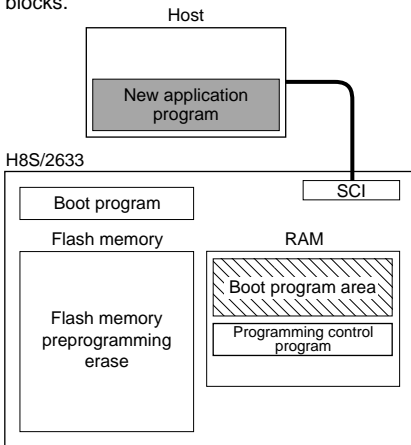 blocks.
Host
New application
program
H8S/2633
SCI
Boot program
Flash memory
RAM
Boot program area
Flash memory
preprogramming
erase
Programming control
program